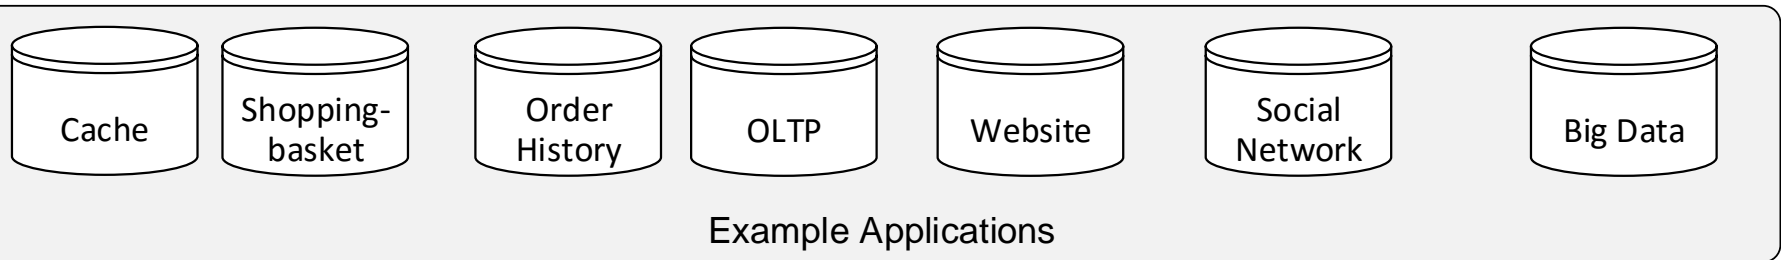 Cache
Shopping-
basket
Order
History
OLTP
Website
Social
Network
Big Data
Example Applications